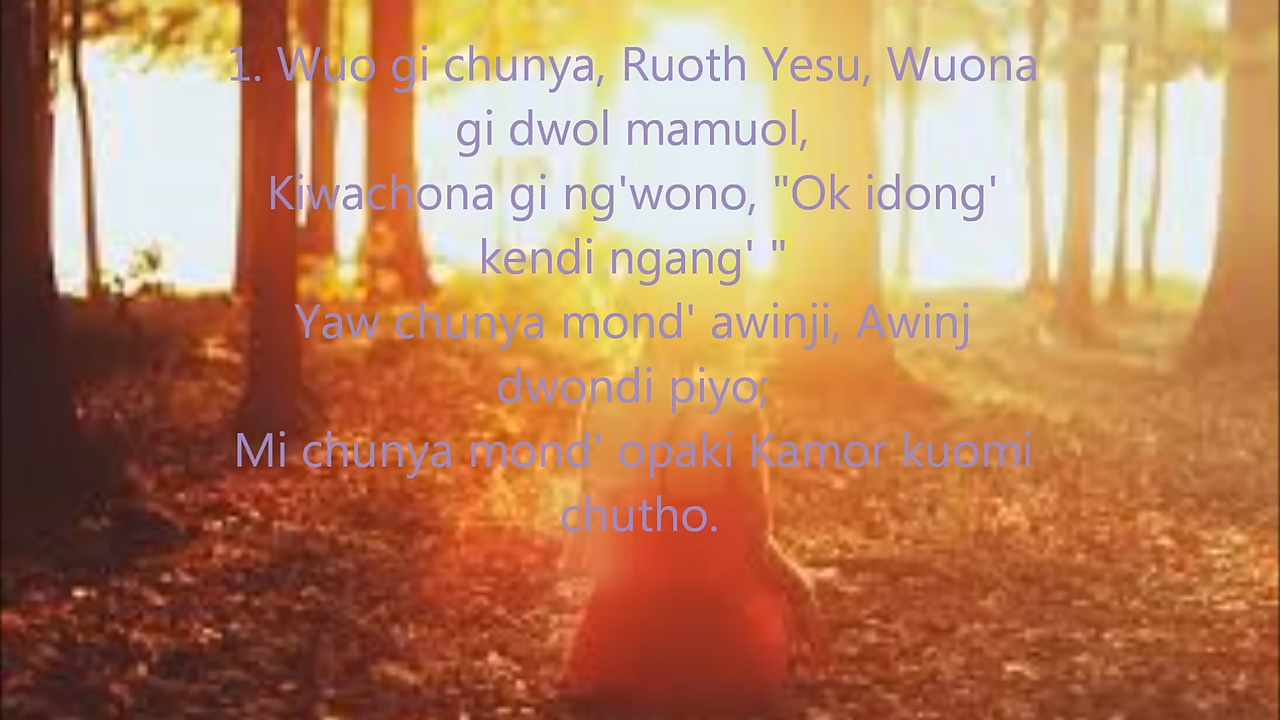 1. Wuo gi chunya, Ruoth Yesu, Wuona
gi dwol mamuol,
Kiwachona gi ng'wono, "Ok idong'
kendi ngang' "
Yaw chunya mond' awinji, Awinj
dwondi piyo;
Mi chunya mond' opaki Kamor kuomi
chutho.